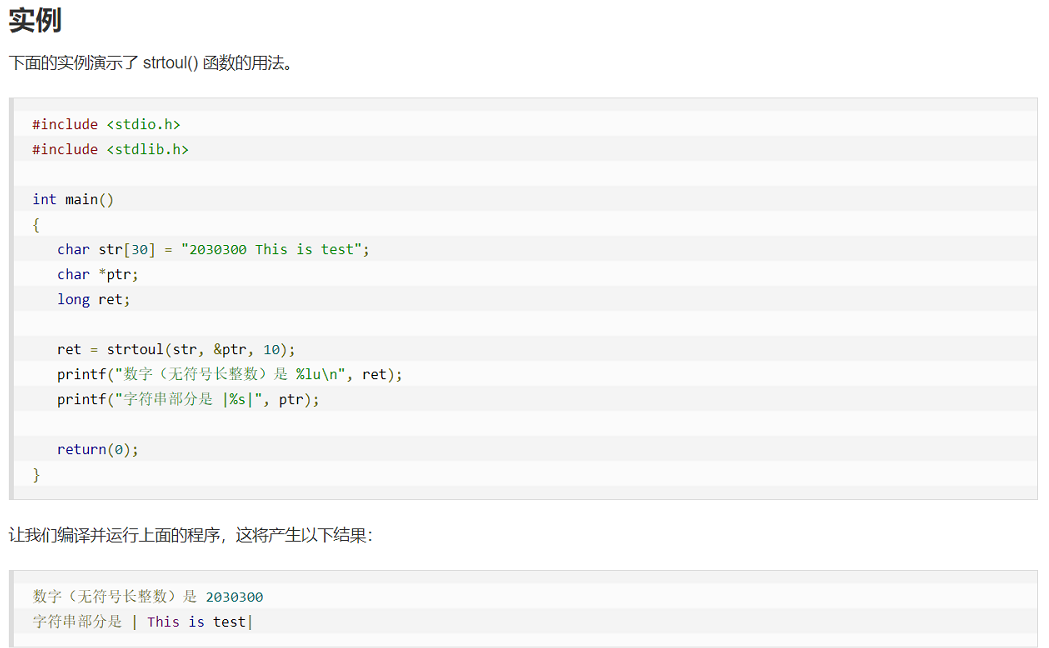 实例
下面的实例演示了 strtoul() 函数的用法。
#include <stdio.h>
#include <stdlib.h>
int main()
{
   char str[30] = "2030300 This is test";
   char *ptr;
   long ret;
   ret = strtoul(str, &ptr, 10);
   printf("数字（无符号长整数）是 %lu\n", ret);
   printf("字符串部分是 |%s|", ptr);
   return(0);
}
让我们编译并运行上面的程序，这将产生以下结果：
数字（无符号长整数）是 2030300
字符串部分是 | This is test|